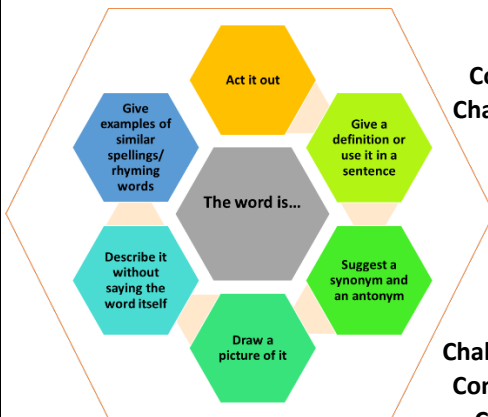 Act it out
Give a
definition or
use it in a
sentence
Suggest a
synonym and
an antonym
Draw a
picture of it
Describe it
without
saying the
word itself
Give
examples of
similar
spellings/
rhyming
words
The word is...